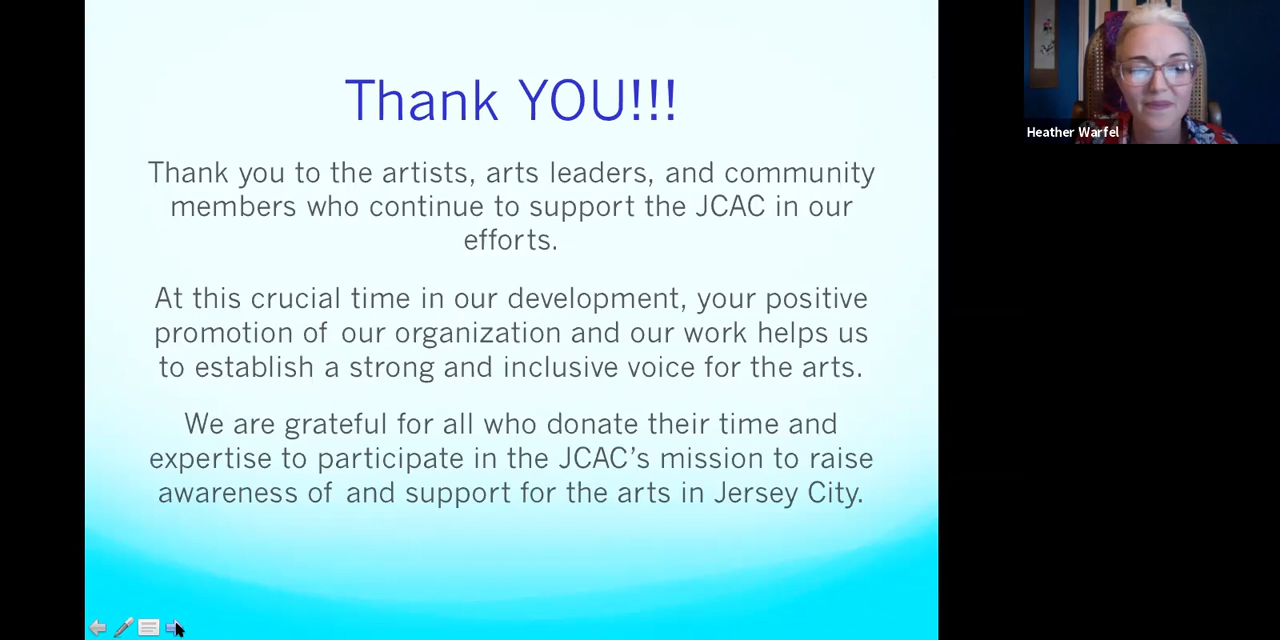 Thank YOU!!!
Thank you to the artists, arts leaders, and community
members who continue to support the JCAC in our
efforts.
At this crucial time in our development, your positive
promotion of our organization and our work helps us
to establish a strong and inclusive voice for the arts.
We are grateful for all who donate their time and
expertise to participate in the JCAC’s mission to raise
awareness of and support for the arts in Jersey City.
Heather Warfel